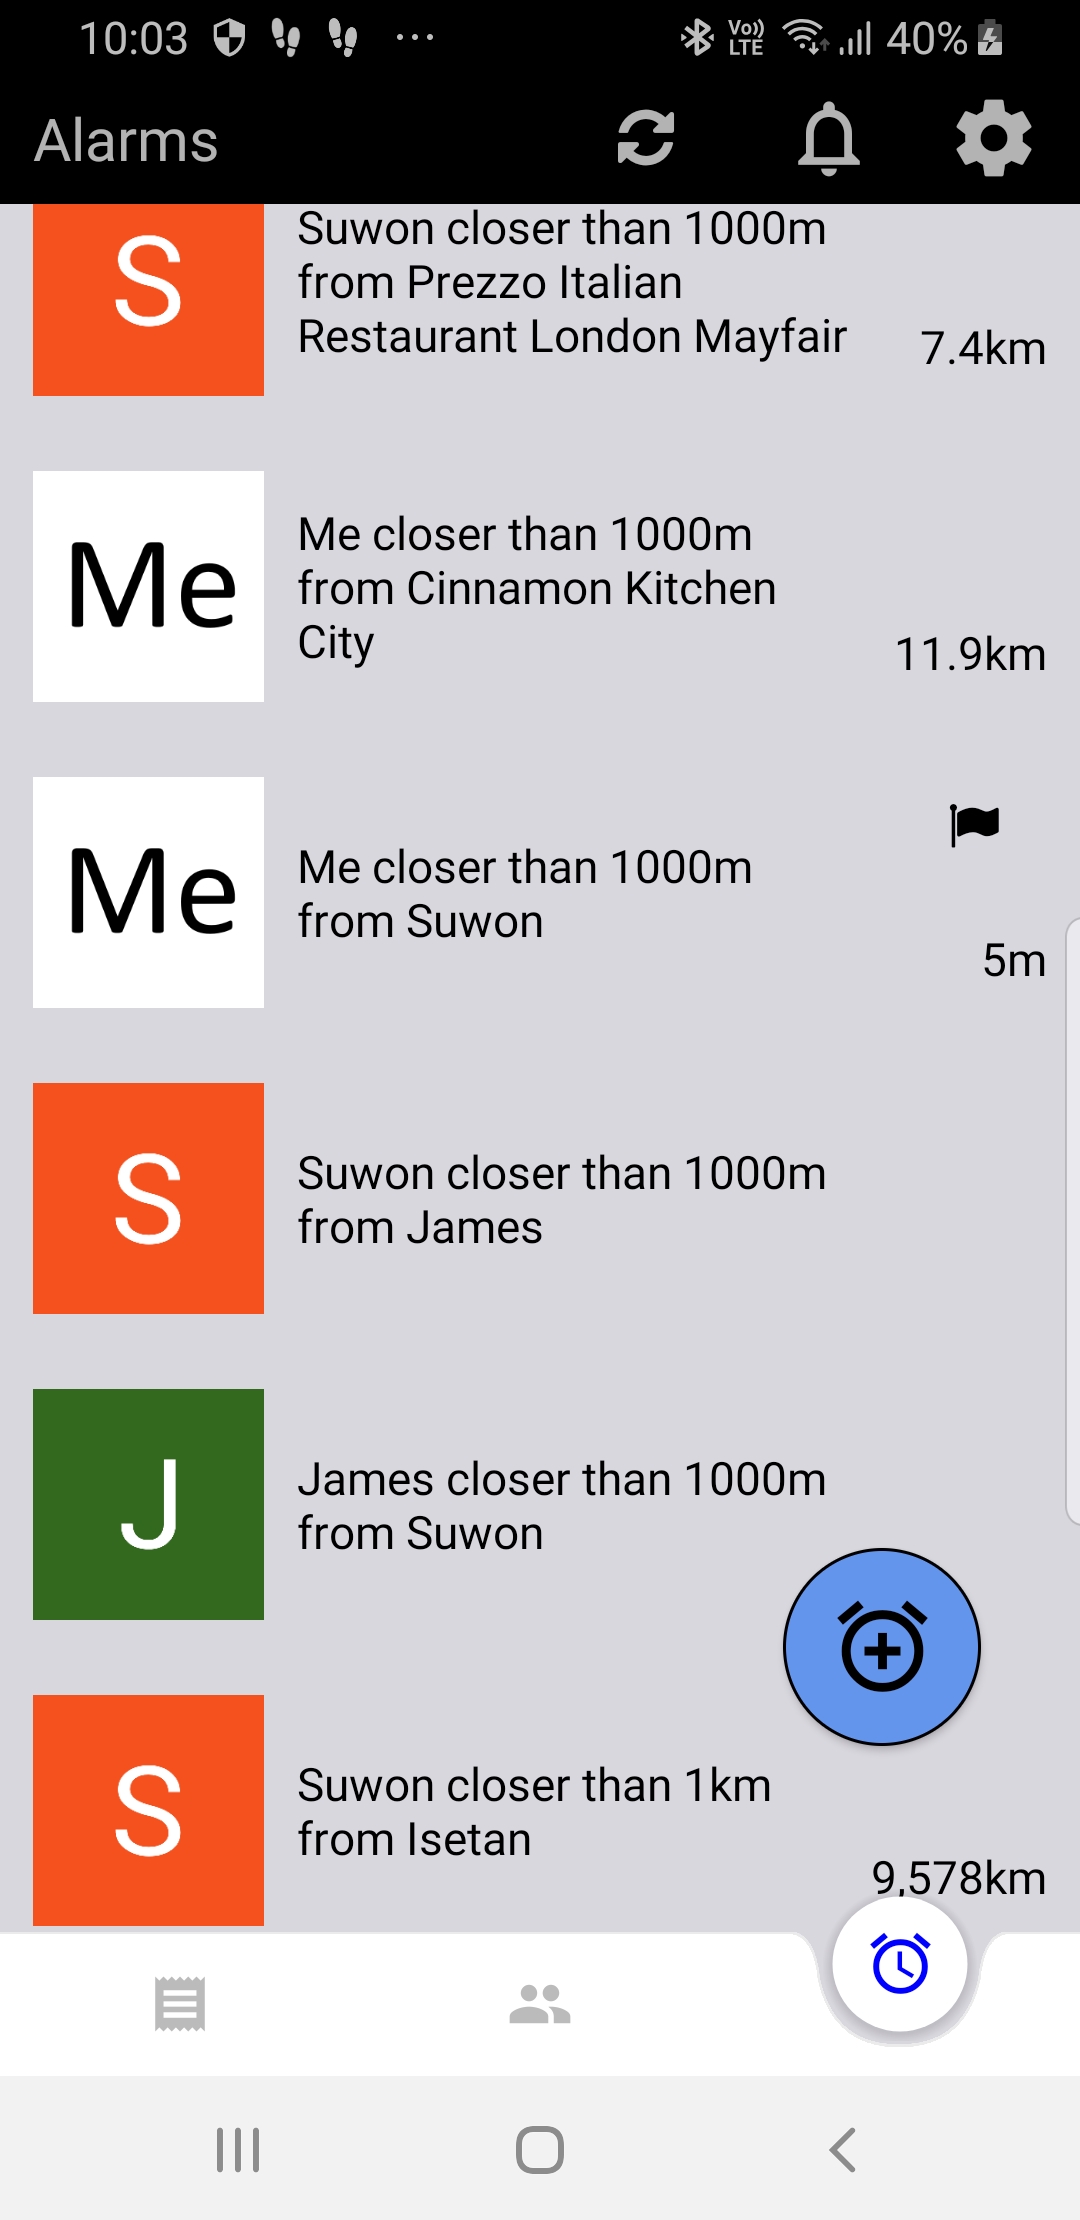 10:03
Vo))
LTE
40%
Alarms
S
Suwon closer than 1000m
from Prezzo Italian
Restaurant London Mayfair
7.4km
Me
Me closer than 1000m
from Cinnamon Kitchen
City
11.9km
Me
Me closer than 1000m
from Suwon
5m
S
Suwon closer than 1000m
from James
J
James closer than 1000m
from Suwon
S
Suwon closer than 1km
from Isetan
9,578km